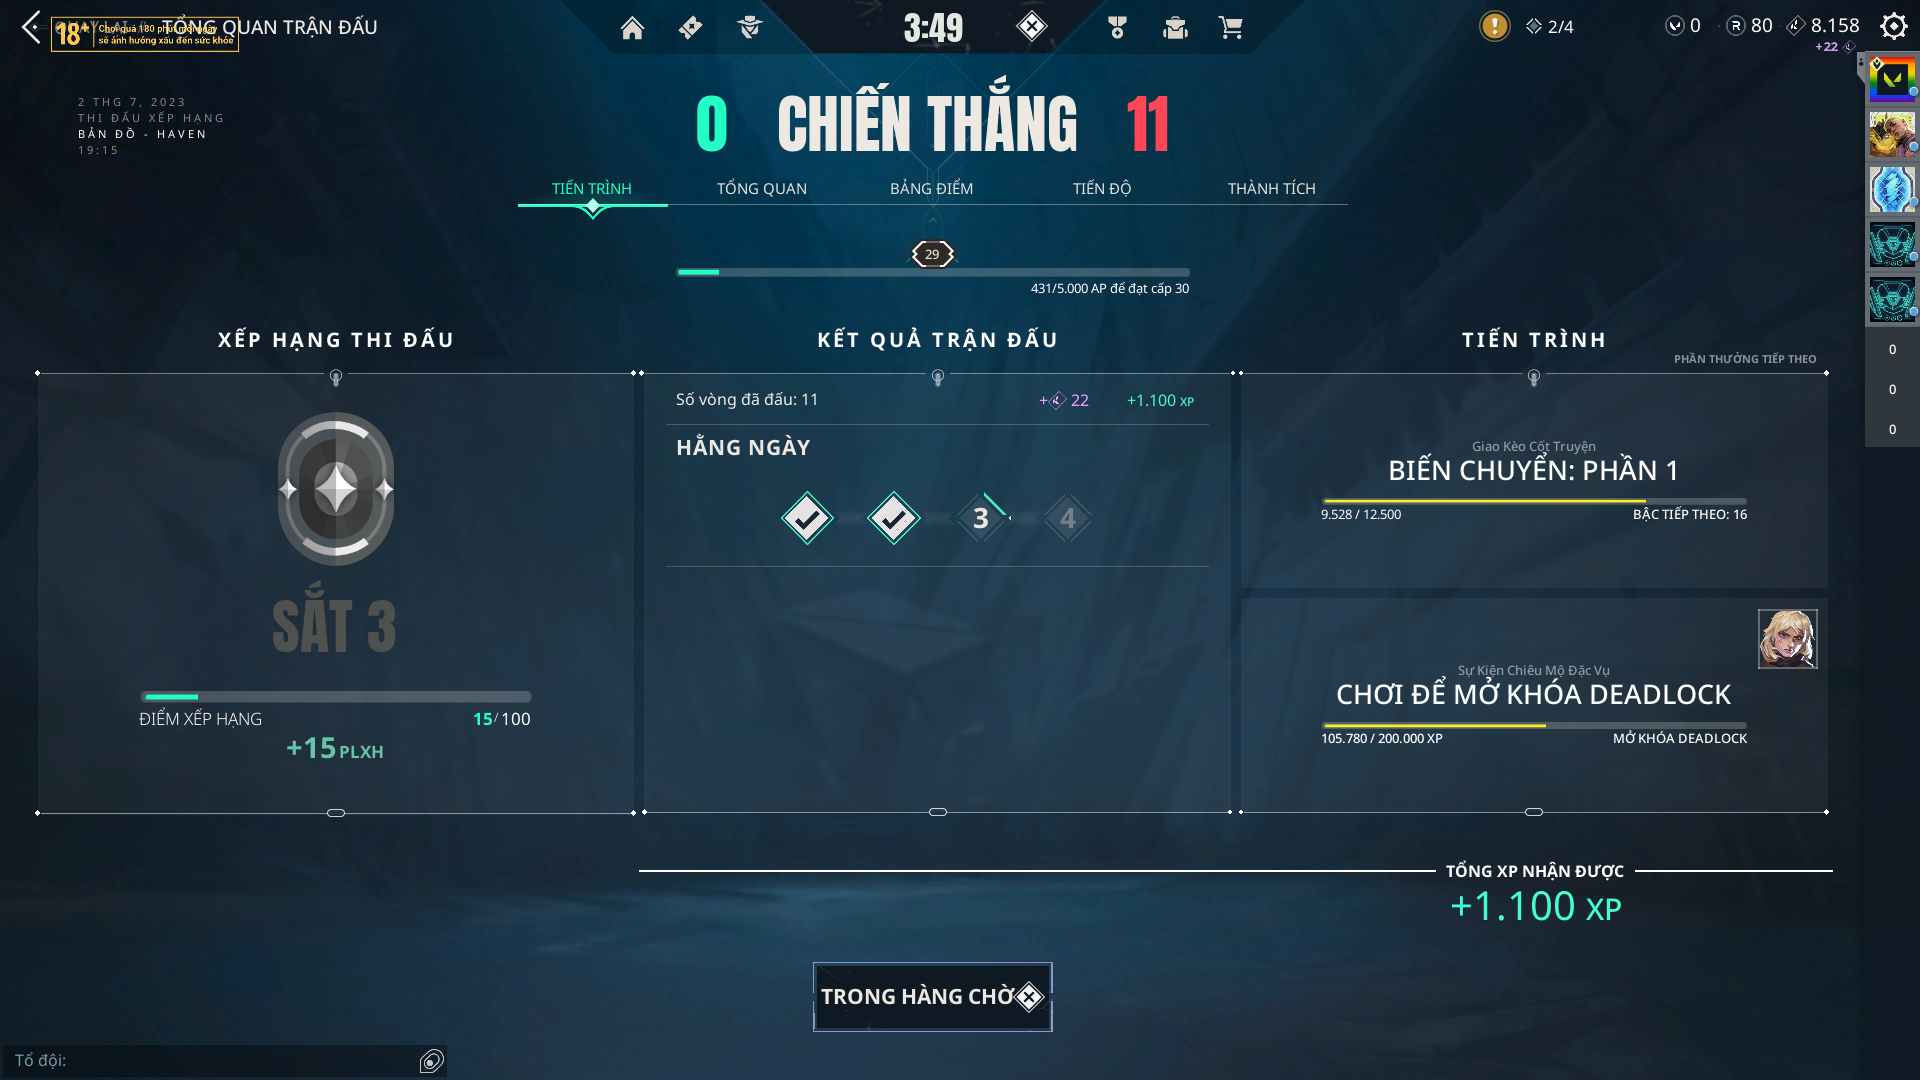 TỔNG QUAN TRẬN ĐẤU
18+
Chơi quá 180 phút mỗi ngày
sẽ ảnh hưởng xấu đến sức khỏe
3:49
2/4
0
80
8.158
+22
2 THG 7, 2023
THI ĐẤU XẾP HẠNG
BẢN ĐỒ - HAVEN
19:15
0 CHIẾN THẮNG 11
TIẾN TRÌNH
TỔNG QUAN
BẢNG ĐIỂM
TIẾN ĐỘ
THÀNH TÍCH
29
431/5.000 AP để đạt cấp 30
XẾP HẠNG THI ĐẤU
SẮT 3
ĐIỂM XẾP HẠNG
15/100
+15 PLXH
KẾT QUẢ TRẬN ĐẤU
Số vòng đã đấu: 11
+ 22
+1.100 XP
HẰNG NGÀY
3
4
TIẾN TRÌNH
PHẦN THƯỞNG TIẾP THEO
Giao Kèo Cốt Truyện
BIẾN CHUYỂN: PHẦN 1
9.528 / 12.500
BẬC TIẾP THEO: 16
Sự Kiện Chiêu Mộ Đặc Vụ
CHƠI ĐỂ MỞ KHÓA DEADLOCK
105.780 / 200.000 XP
MỞ KHÓA DEADLOCK
0
0
0
TỔNG XP NHẬN ĐƯỢC
+1.100 XP
TRONG HÀNG CHỜ
Tổ đội: